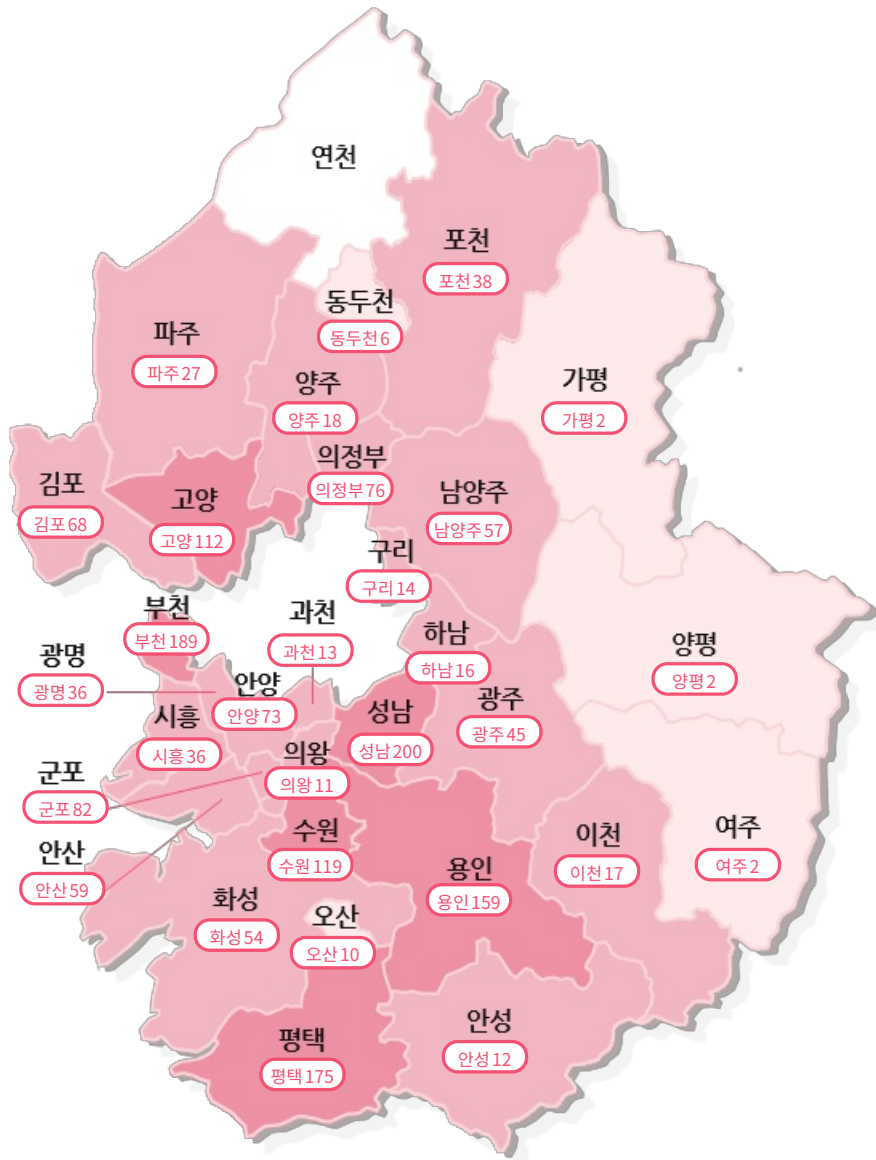 연천
포천
포천38
동두천
동두천6
파주
파주27
양주
양주18
가평
가평2
의정부
의정부76
김포
김포68
고양
고양112
남양주
남양주57
구리
구리14
부천
부천189
과천
과천13
하남
하남16
양평
양평2
광명
광명36
안양
안양73
시흥
시흥36
성남
성남200
광주
광주45
의왕
의왕11
군포
군포82
수원
수원119
이천
이천17
여주
여주2
안산
안산59
용인
용인159
화성
화성54
오산
오산10
안성
안성12
평택
평택175